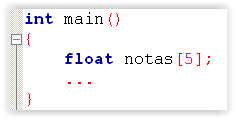 int main()
{
float notas[5];
...
}